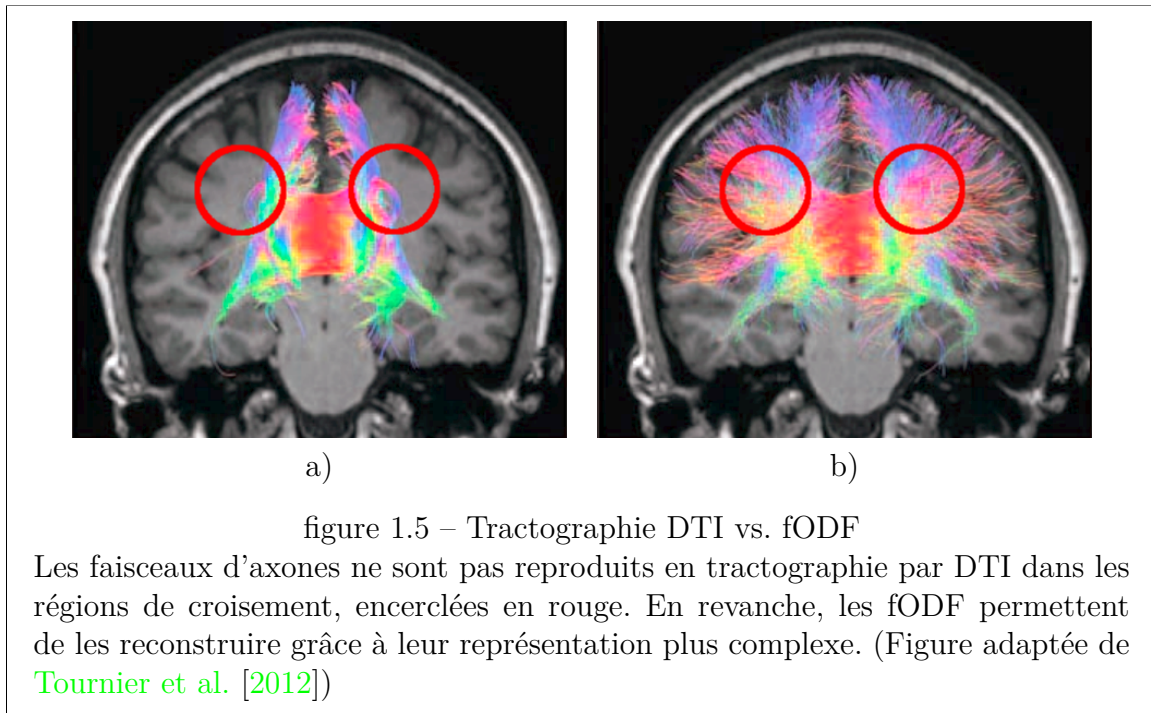 a)
b)
figure 1.5 – Tractographie DTI vs. fODF
Les faisceaux d'axones ne sont pas reproduits en tractographie par DTI dans les
régions de croisement, encerclées en rouge. En revanche, les fODF permettent
de les reconstruire grâce à leur représentation plus complexe. (Figure adaptée de
Tournier et al. [2012])